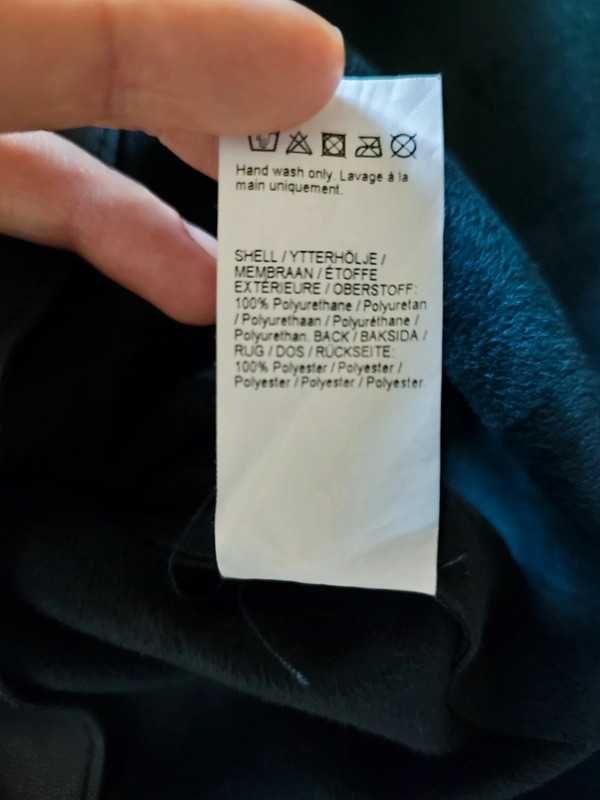 Hand wash only. Lavage à la
main uniquement.
SHELL / YTTERHÖLJE /
MEMBRAAN / ÉTOFFE
EXTÉRIEURE / OBERSTOFF:
100% Polyurethane / Polyuretan
/ Polyurethaan / Polyuréthane /
Polyurethan. BACK / BAKSIDA /
RUG / DOS / RÜCKSEITE:
100% Polyester / Polyester /
Polyester / Polyester / Polyester